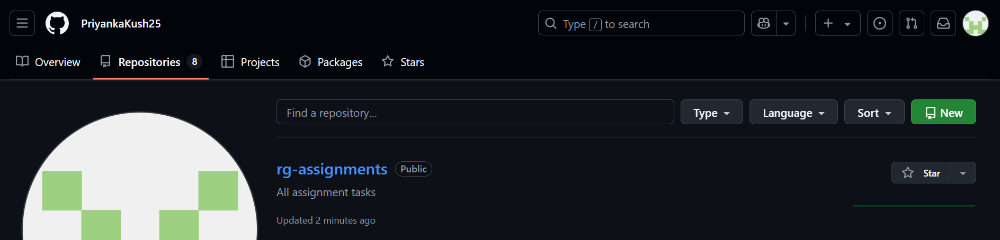 PriyankaKush25
Type / to search
Overview Repositories 8 Projects Packages Stars
Find a repository... Type Language Sort New
rg-assignments Public Star
All assignment tasks
Updated 2 minutes ago